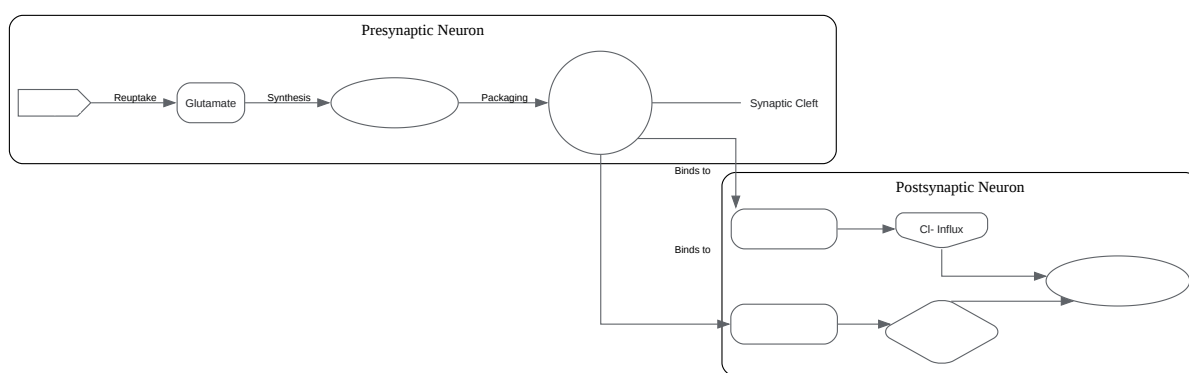 Presynaptic Neuron
Reuptake
Glutamate
Synthesis
Packaging
Synaptic Cleft
Binds to
Postsynaptic Neuron
Cl- Influx
Binds to